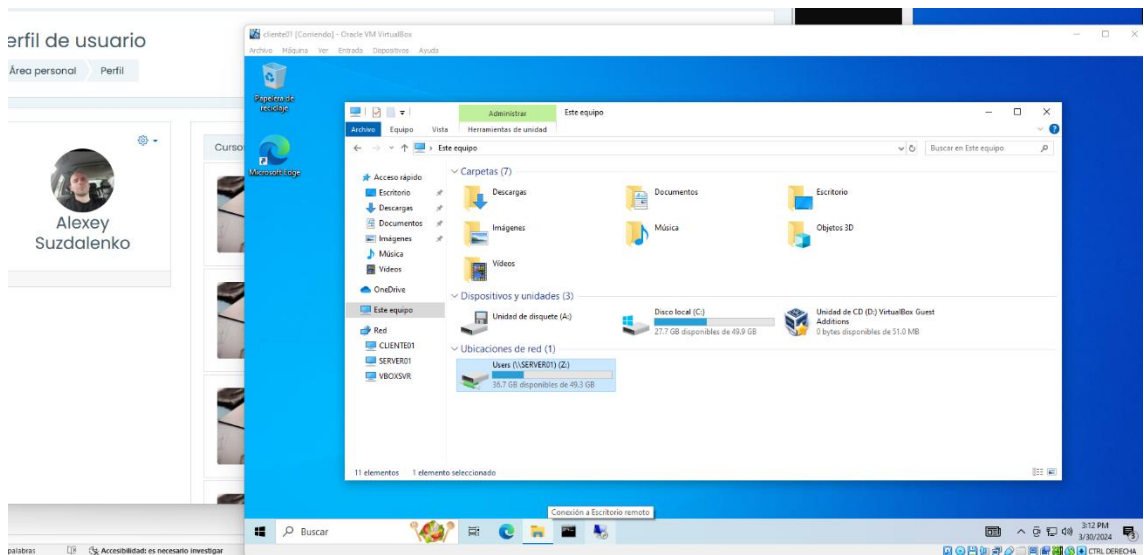 erfil de usuario
Área personal Perfil
Alexey
Suzdalenko
Curso
cliente01 [Corriendo] - Oracle VM VirtualBox
Archivo Máquina Ver Entrada Dispositivos Ayuda
Papelera de
reciclaje
Microsoft Edge
Administrar Este equipo
Archivo Equipo Vista Herramientas de unidad
Este equipo
Buscar en Este equipo
Acceso rápido
Escritorio
Descargas
Documentos
Imágenes
Música
Vídeos
OneDrive
Este equipo
Red
CLIENTE01
SERVER01
VBOXSVR
Carpetas (7)
Descargas
Documentos
Escritorio
Imágenes
Música
Objetos 3D
Vídeos
Dispositivos y unidades (3)
Unidad de disquete (A:)
Disco local (C:)
27.7 GB disponibles de 49.9 GB
Unidad de CD (D:) VirtualBox Guest
Additions
0 bytes disponibles de 51.0 MB
Ubicaciones de red (1)
Users (\\SERVER01) (Z:)
36.7 GB disponibles de 49.3 GB
11 elementos 1 elemento seleccionado
Conexión a Escritorio remoto
Buscar
3:12 PM
3/30/2024
palabras
Accesibilidad: es necesario investigar
CTRL DERECHA